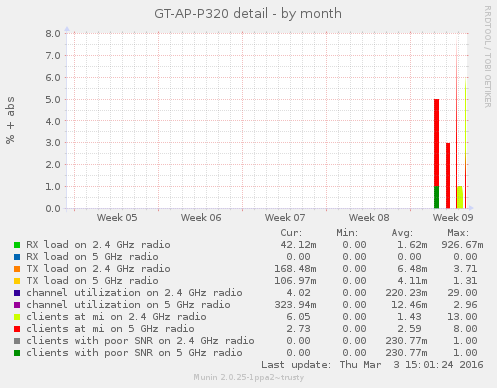 GT-AP-P320 detail - by month
RRDTOOL / TOBI OETIKER
% + abs
8.0
7.0
6.0
5.0
4.0
3.0
2.0
1.0
0.0
Week 05 Week 06 Week 07 Week 08 Week 09
Cur: Min: Avg: Max:
RX load on 2.4 GHz radio 42.12m 0.00 1.62m 926.67m
RX load on 5 GHz radio 0.00 0.00 0.00 0.00
TX load on 2.4 GHz radio 168.48m 0.00 6.48m 3.71
TX load on 5 GHz radio 106.97m 0.00 4.11m 1.31
channel utilization on 2.4 GHz radio 4.02 0.00 220.23m 29.00
channel utilization on 5 GHz radio 323.94m 0.00 12.46m 2.96
clients at mi on 2.4 GHz radio 6.05 0.00 1.43 13.00
clients at mi on 5 GHz radio 2.73 0.00 2.59 8.00
clients with poor SNR on 2.4 GHz radio 0.00 0.00 230.77m 1.00
clients with poor SNR on 5 GHz radio 0.00 0.00 230.77m 1.00
Last update: Thu Mar 3 15:01:24 2016
Munin 2.0.25-1ppa2~trusty